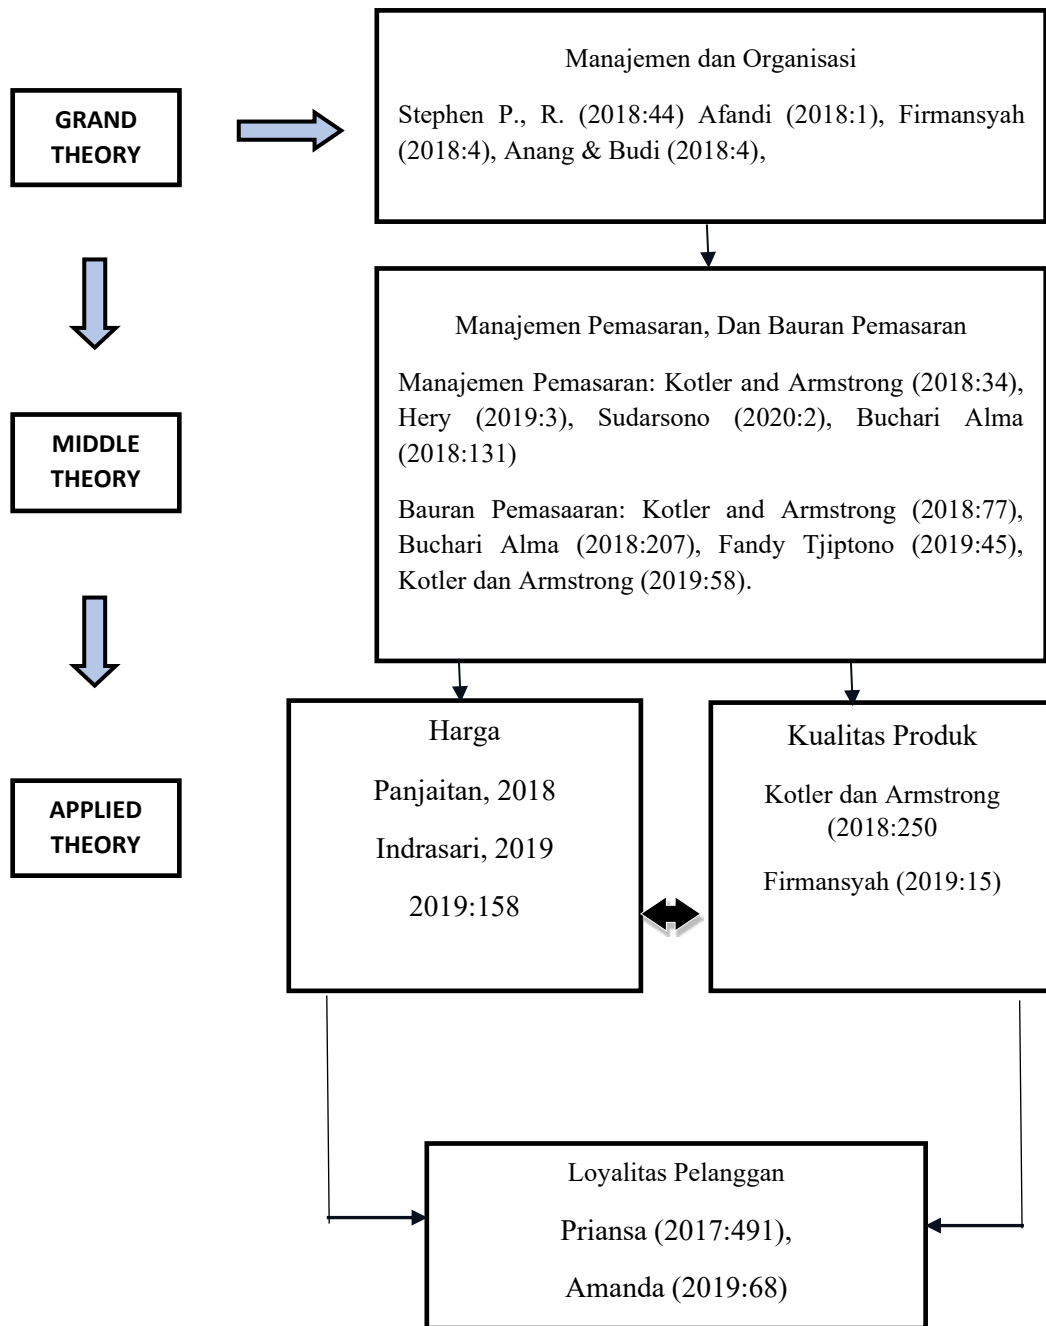 GRAND
THEORY
Manajemen dan Organisasi
Stephen P., R. (2018:44) Afandi (2018:1), Firmansyah
(2018:4), Anang & Budi (2018:4),
MIDDLE
THEORY
Manajemen Pemasaran, Dan Bauran Pemasaran
Manajemen Pemasaran: Kotler and Armstrong (2018:34),
Hery (2019:3), Sudarsono (2020:2), Buchari Alma
(2018:131)
Bauran Pemasaaran: Kotler and Armstrong (2018:77),
Buchari Alma (2018:207), Fandy Tjiptono (2019:45),
Kotler dan Armstrong (2019:58).
APPLIED
THEORY
Harga
Panjaitan, 2018
Indrasari, 2019
2019:158
Kualitas Produk
Kotler dan Armstrong
(2018:250
Firmansyah (2019:15)
Loyalitas Pelanggan
Priansa (2017:491),
Amanda (2019:68)